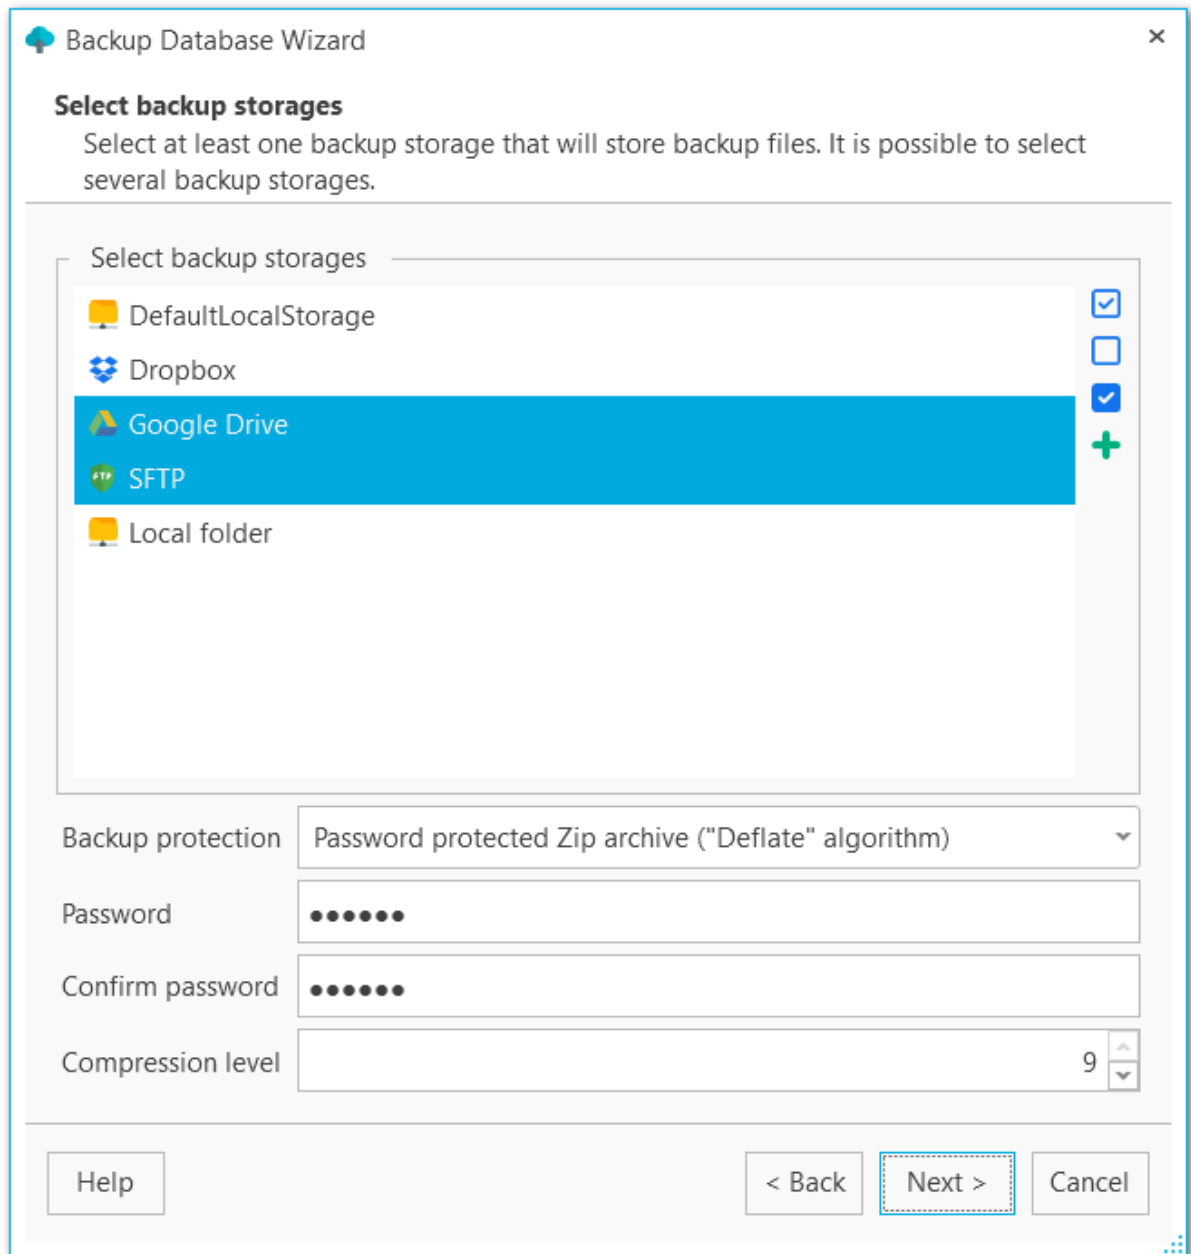 Backup Database Wizard
Select backup storages
Select at least one backup storage that will store backup files. It is possible to select
several backup storages.
Select backup storages
DefaultLocalStorage
Dropbox
Google Drive
FTP SFTP
Local folder
Backup protection Password protected Zip archive ("Deflate" algorithm)
Password ••••••
Confirm password ••••••
Compression level 9
Help < Back Next > Cancel